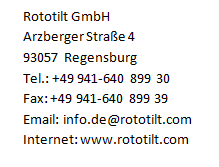 Rototilt GmbH
Arzberger Straße 4
93057 Regensburg
Tel.: +49 941-640 899 30
Fax: +49 941-640 899 39
Email: info.de@rototilt.com
Internet: www.rototilt.com